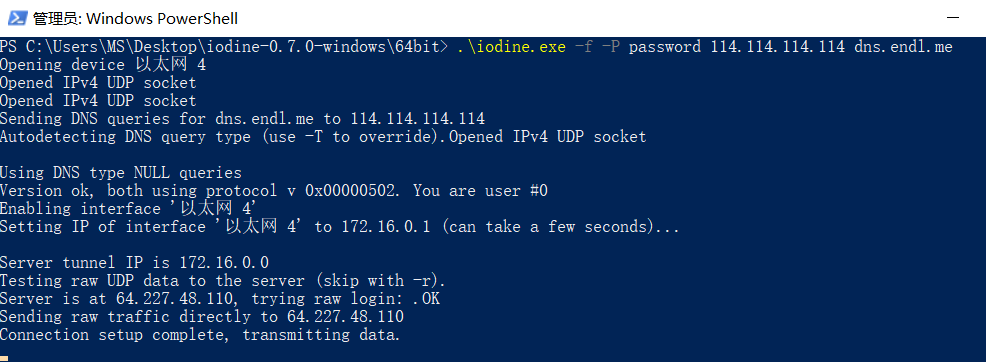 管理员: Windows PowerShell
PS C:\Users\MS\Desktop\iodine-0.7.0-windows\64bit> .\iodine.exe -f -P password 114.114.114.114 dns.endl.me
Opening device 以太网 4
Opened IPv4 UDP socket
Opened IPv4 UDP socket
Sending DNS queries for dns.endl.me to 114.114.114.114
Autodetecting DNS query type (use -T to override).Opened IPv4 UDP socket
Using DNS type NULL queries
Version ok, both using protocol v 0x00000502. You are user #0
Enabling interface '以太网 4'
Setting IP of interface '以太网 4' to 172.16.0.1 (can take a few seconds)...
Server tunnel IP is 172.16.0.0
Testing raw UDP data to the server (skip with -r).
Server is at 64.227.48.110, trying raw login: .OK
Sending raw traffic directly to 64.227.48.110
Connection setup complete, transmitting data.